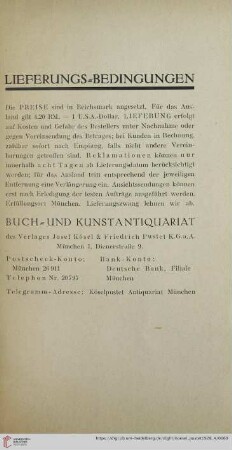 LIEFERUNGS-BEDINGUNGEN
Die PREISE sind in Reichsmark angesetzt. Für das Aus-
land gilt 4.20 RM. = 1 U.S.A.-Dollar. LIEFERUNG erfolgt
auf Kosten und Gefahr des Bestellers unter Nachnahme oder
gegen Voreinsendung des Betrages; bei Kunden in Rechnung,
zahlbar sofort nach Empfang, falls nicht andere Verein-
barungen getroffen sind. Reklamationen können nur
innerhalb acht Tagen ab Lieferungsdatum berücksichtigt
werden; für das Ausland tritt entsprechend der jeweiligen
Entfernung eine Verlängerung ein. Ansichtssendungen können
erst nach Erledigung der festen Aufträge ausgeführt werden.
Erfüllungsort München. Lieferungszwang lehnen wir ab.
BUCH- UND KUNSTANTIQUARIAT
des Verlages Josef Kösel & Friedrich Pustet K.G.a.A.
München 1, Dienerstraße 9.
Postscheck-Konto: Bank-Konto:
München 20 911 Deutsche Bank, Filiale
Telephon Nr. 20795 München
Telegramm-Adresse: Köselpustet Antiquariat München